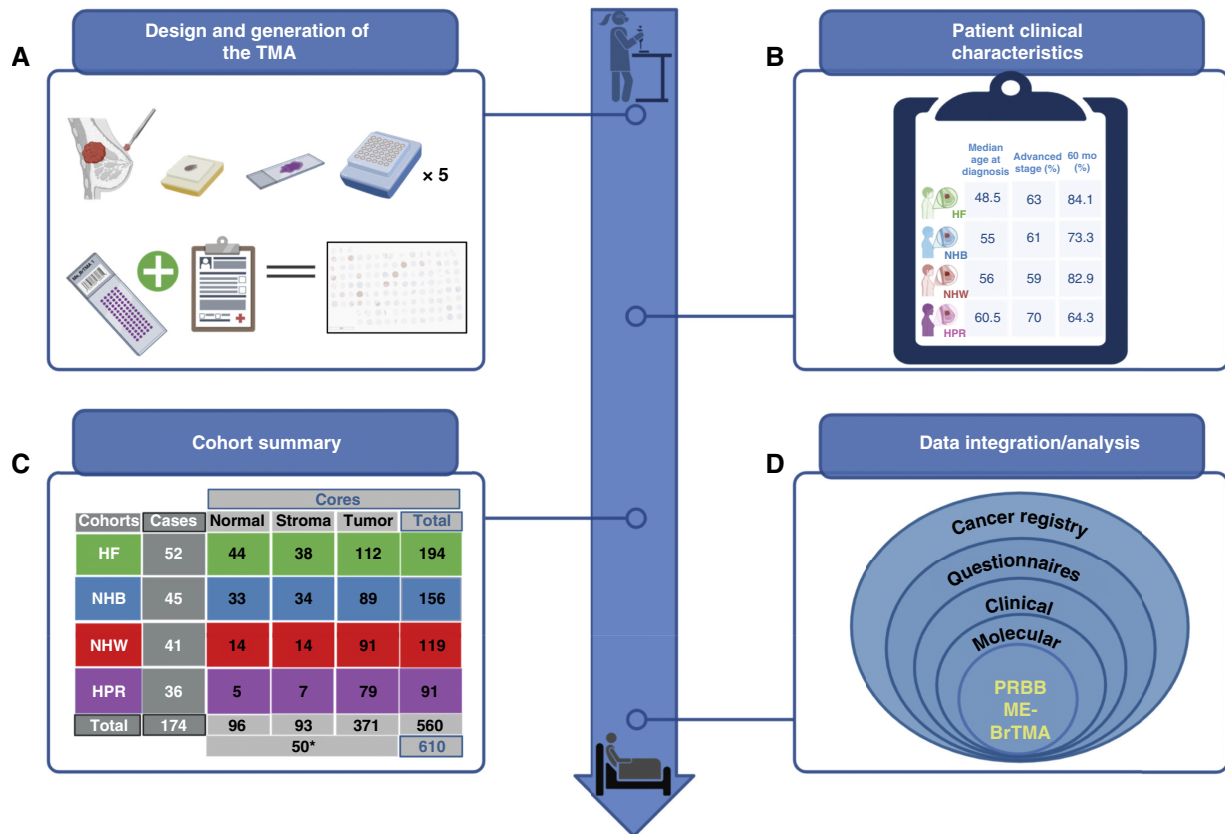 A
Design and generation of
the TMA
× 5
Me_BrTMA 1
B
Patient clinical
characteristics
Median age at diagnosis Advanced stage (%) 60 mo (%)
HF 48.5 63 84.1
NHB 55 61 73.3
NHW 56 59 82.9
HPR 60.5 70 64.3
C
Cohort summary
Cores
Cohorts Cases Normal Stroma Tumor Total
HF 52 44 38 112 194
NHB 45 33 34 89 156
NHW 41 14 14 91 119
HPR 36 5 7 79 91
Total 174 96 93 371 560
50* 610
D
Data integration/analysis
Cancer registry
Questionnaires
Clinical
Molecular
PRBB
ME-
BrTMA